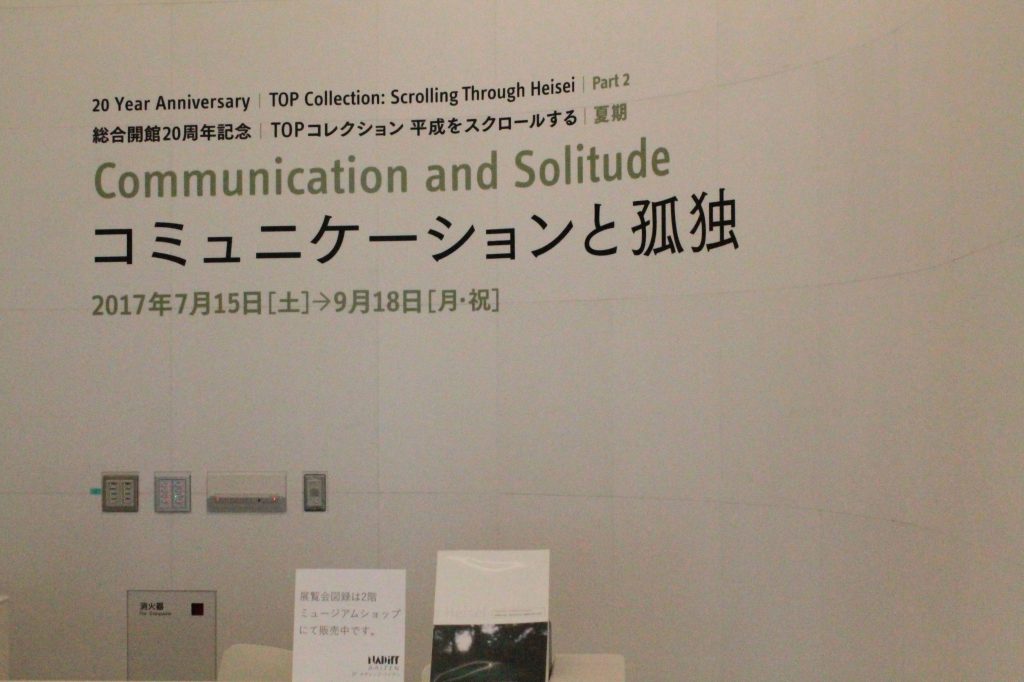 20 Year Anniversary | TOP Collection: Scrolling Through Heisei | Part 2
総合開館20周年記念 | TOPコレクション 平成をスクロールする | 夏期
Communication and Solitude
コミュニケーションと孤独
2017年7月15日[土]→9月18日[月・祝]
消火器
展覧会図録は2階
ミュージアムショップ
にて販売中です。
NADiff
BAITEN